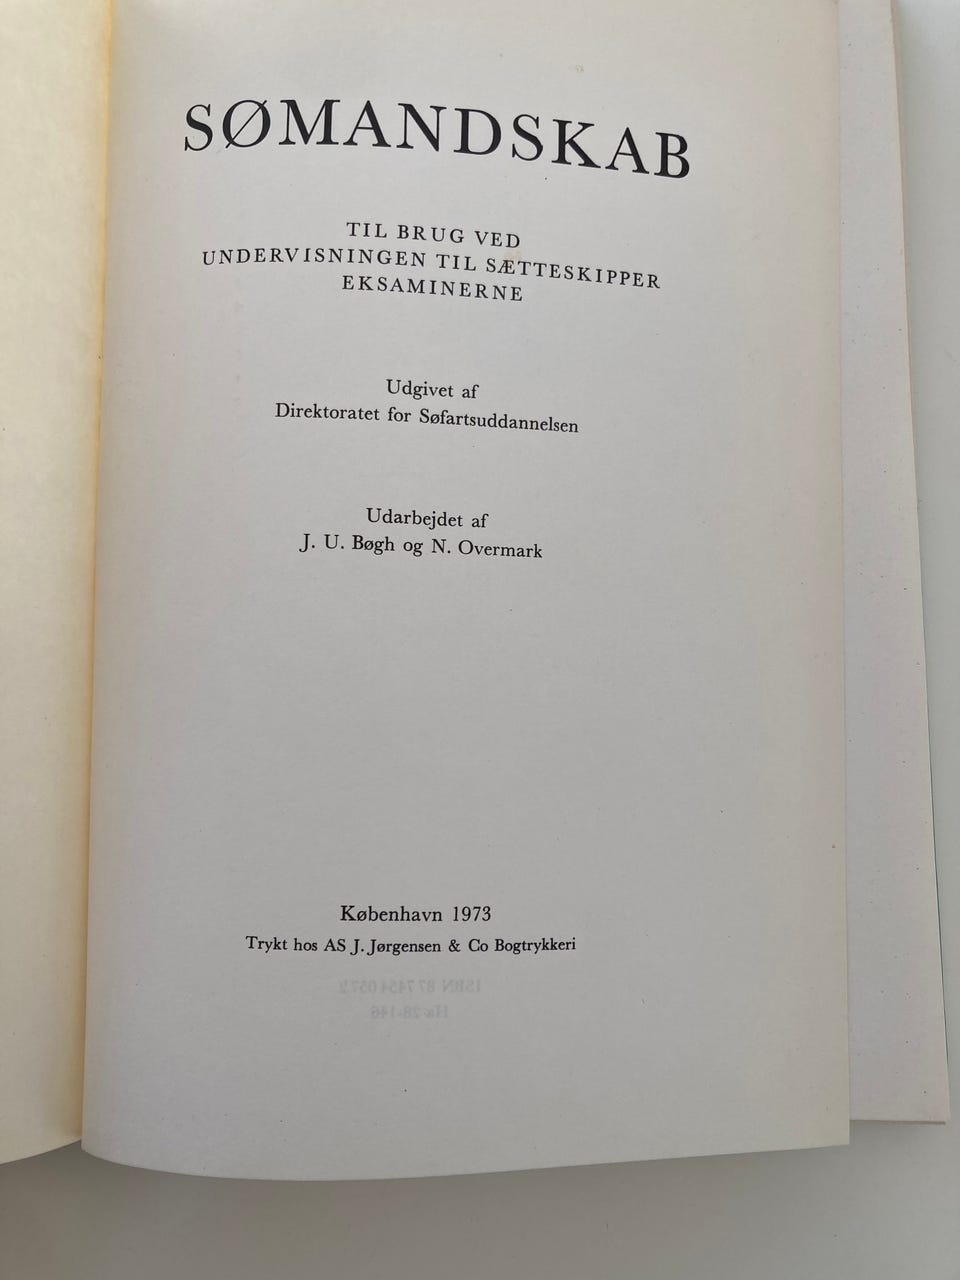 SØMANDSKAB
TIL BRUG VED
UNDERVISNINGEN TIL SÆTTESKIPPER
EKSAMINERNE
Udgivet af
Direktoratet for Søfartsuddannelsen
Udarbejdet af
J. U. Bøgh og N. Overmark
København 1973
Trykt hos AS J. Jørgensen & Co Bogtrykkeri